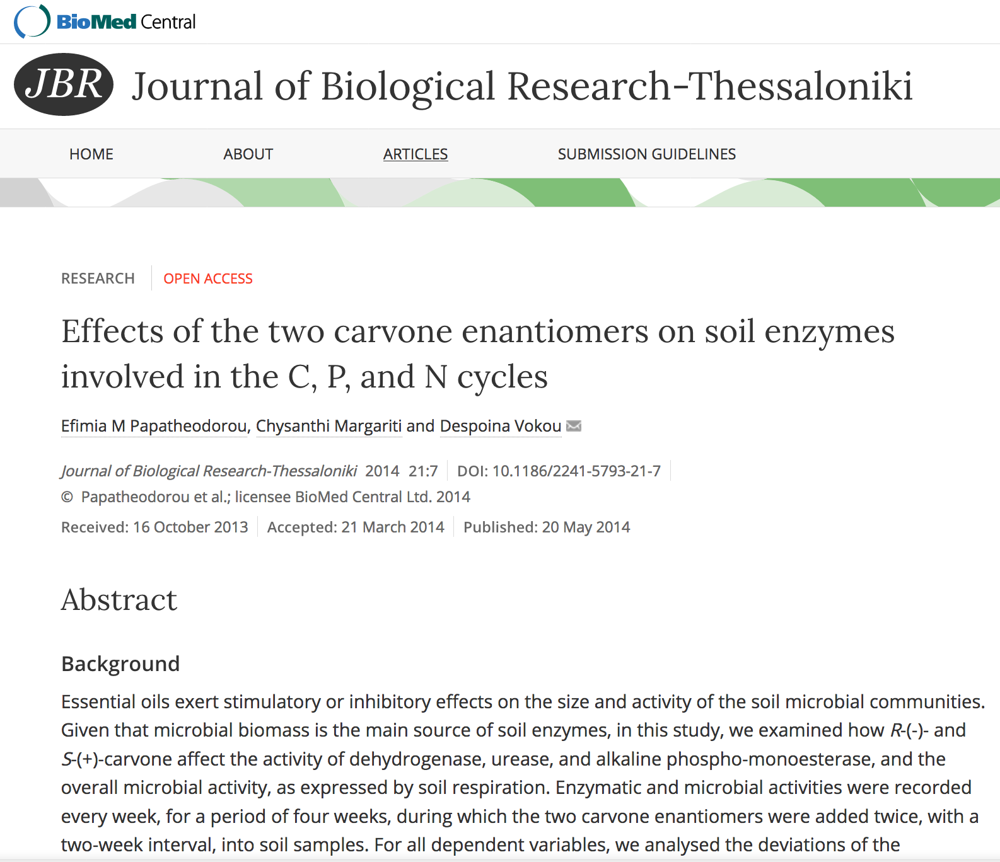 BioMed Central
JBR Journal of Biological Research-Thessaloniki
HOME ABOUT ARTICLES SUBMISSION GUIDELINES
RESEARCH OPEN ACCESS
Effects of the two carvone enantiomers on soil enzymes
involved in the C, P, and N cycles
Efimia M Papatheodorou, Chysanthi Margariti and Despoina Vokou
Journal of Biological Research-Thessaloniki 2014 21:7 DOI: 10.1186/2241-5793-21-7
© Papatheodorou et al.; licensee BioMed Central Ltd. 2014
Received: 16 October 2013 Accepted: 21 March 2014 Published: 20 May 2014
Abstract
Background
Essential oils exert stimulatory or inhibitory effects on the size and activity of the soil microbial communities.
Given that microbial biomass is the main source of soil enzymes, in this study, we examined how R-(-)- and
S-(+)-carvone affect the activity of dehydrogenase, urease, and alkaline phospho-monoesterase, and the
overall microbial activity, as expressed by soil respiration. Enzymatic and microbial activities were recorded
every week, for a period of four weeks, during which the two carvone enantiomers were added twice, with a
two-week interval, into soil samples. For all dependent variables, we analysed the deviations of the